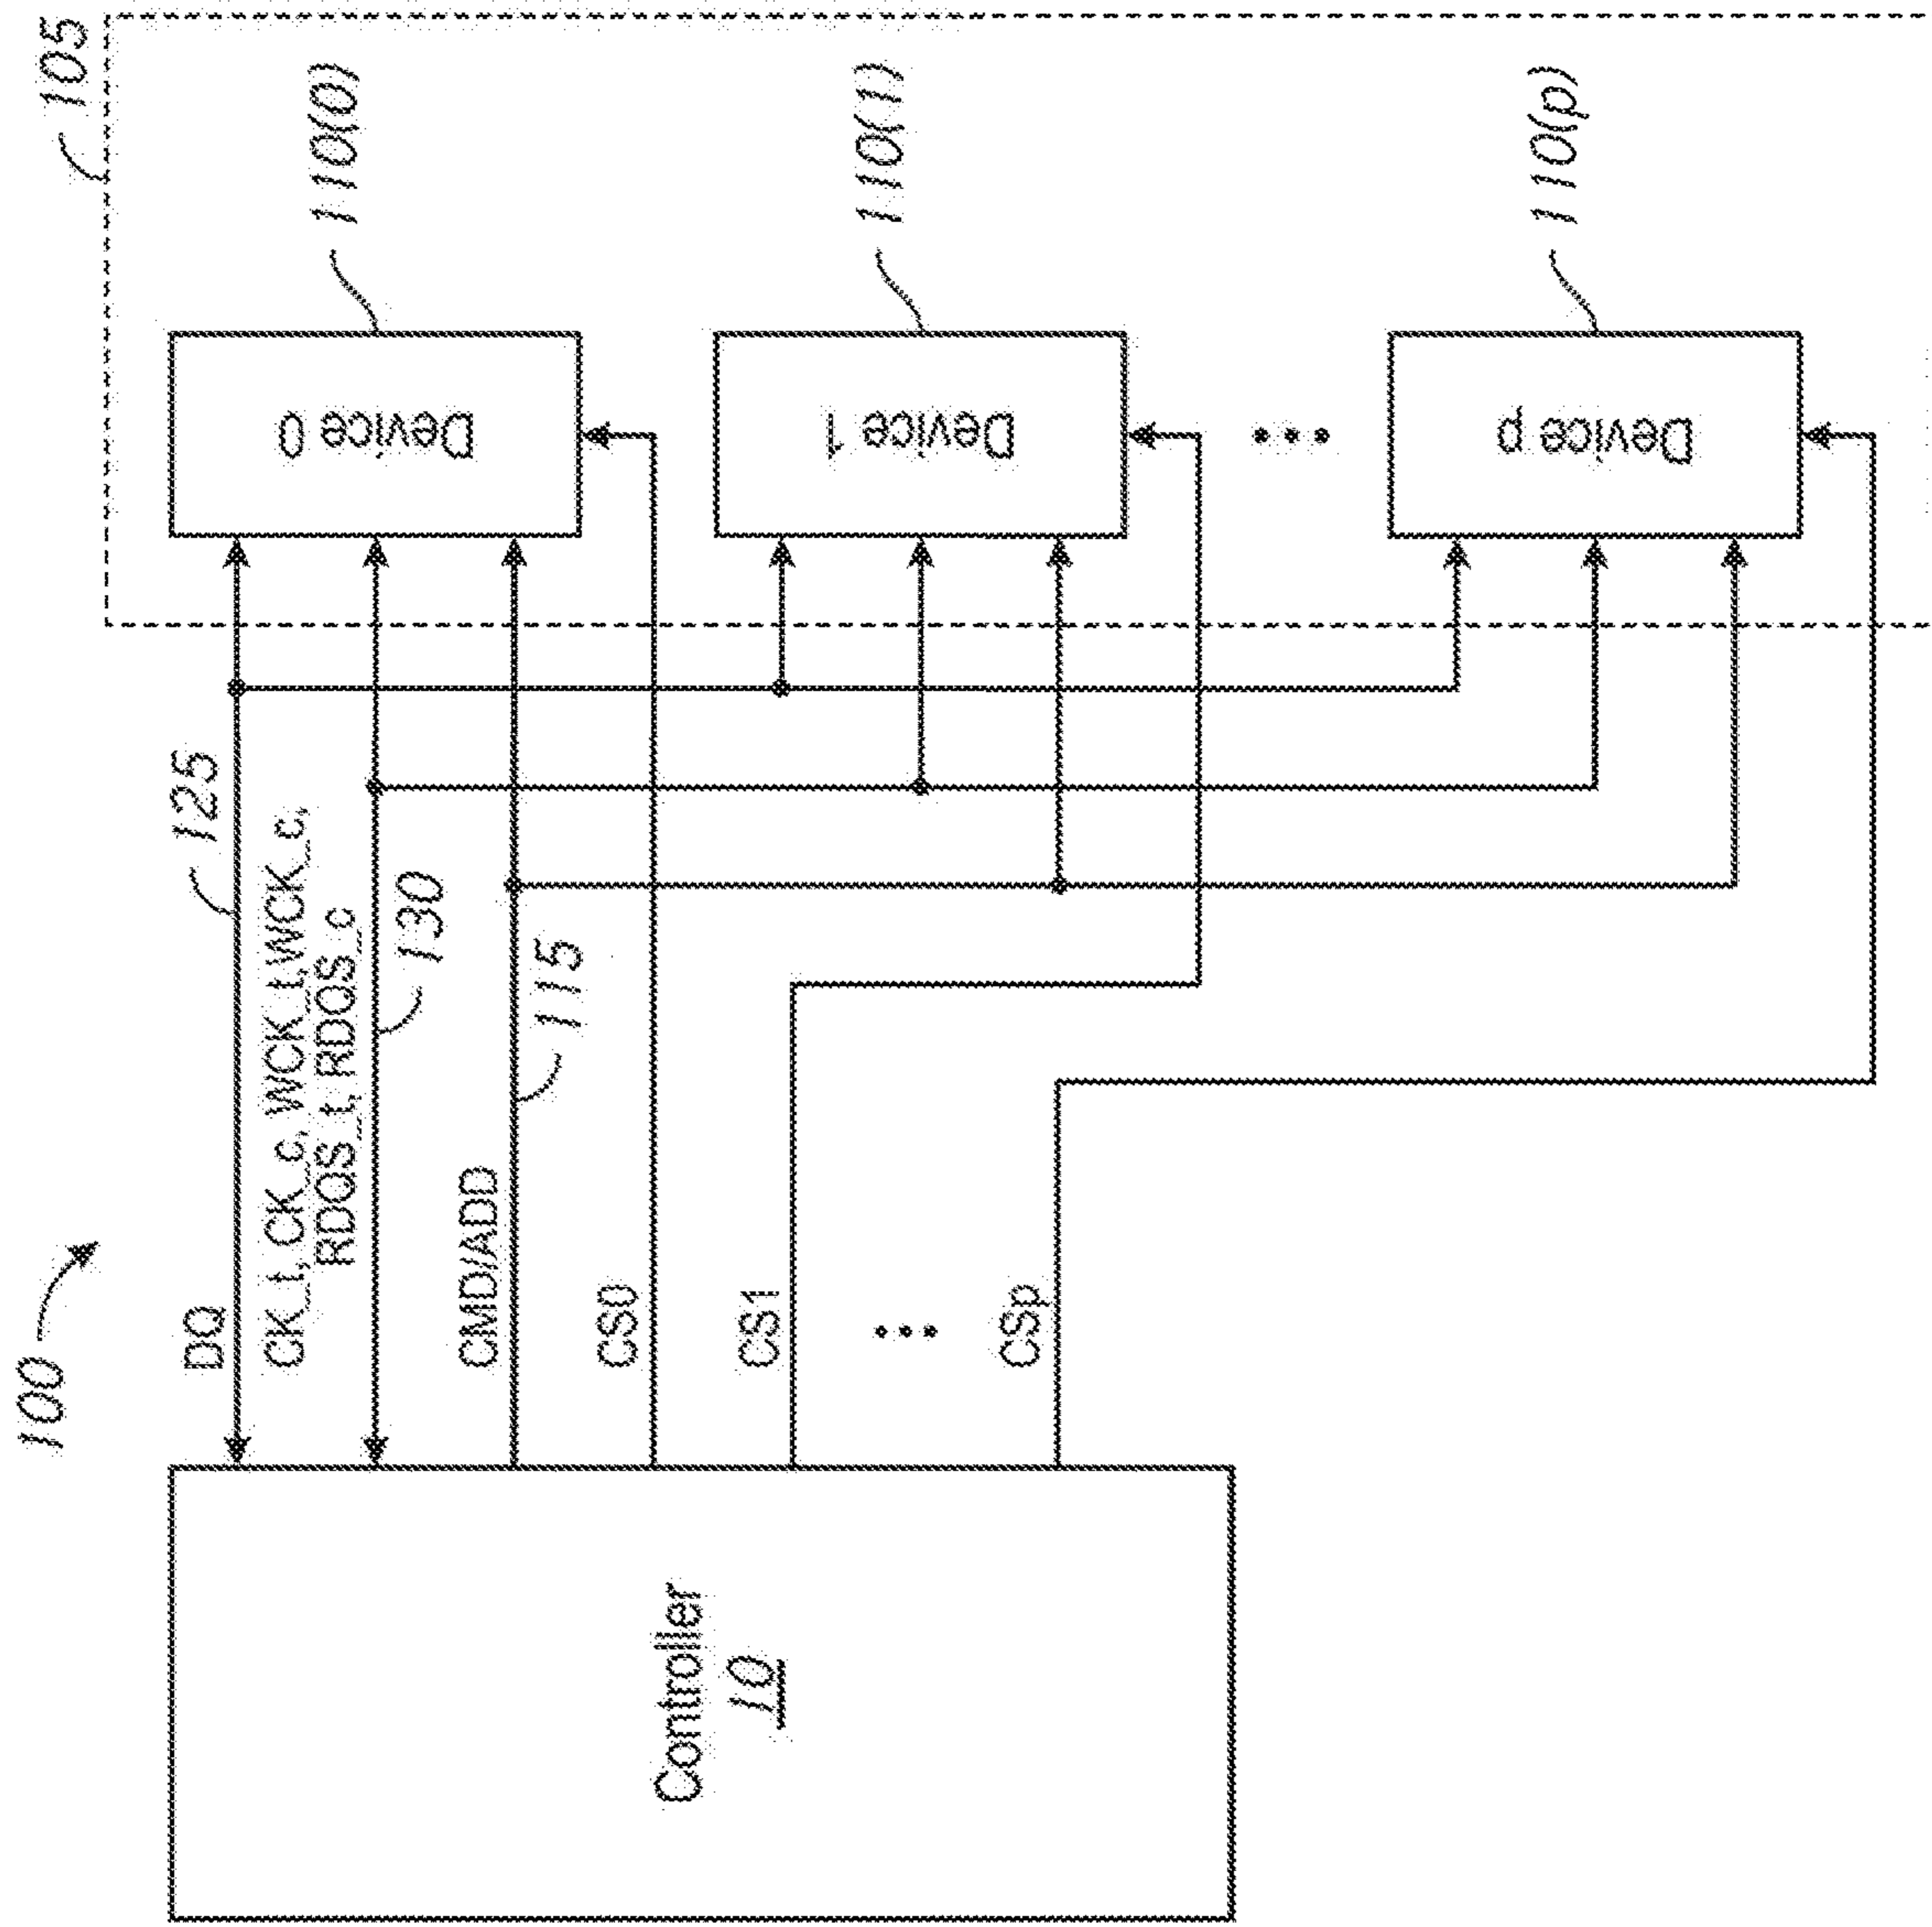 100
105
DQ
125
CK_t, CK_c, WCK_t,WCK_c,
RDQS_t, RDQS_c
130
CMD/ADD
115
CS0
CS1
CSp
Controller
10
Device 0
110(0)
Device 1
110(1)
Device p
110(p)